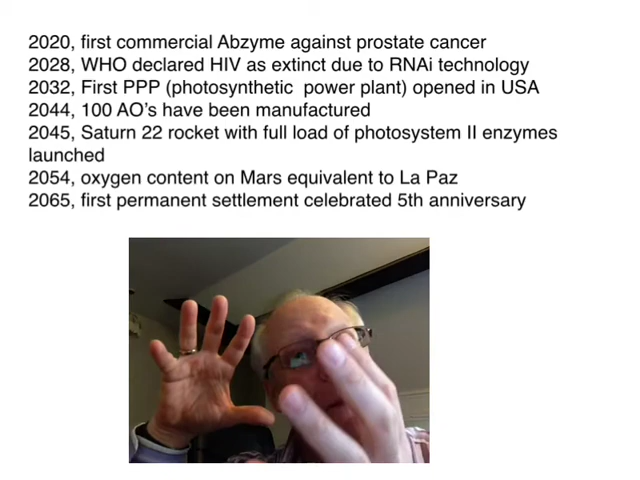 2020, first commercial Abzyme against prostate cancer
2028, WHO declared HIV as extinct due to RNAi technology
2032, First PPP (photosynthetic  power plant) opened in USA
2044, 100 AO's have been manufactured
2045, Saturn 22 rocket with full load of photosystem II enzymes
launched
2054, oxygen content on Mars equivalent to La Paz
2065, first permanent settlement celebrated 5th anniversary